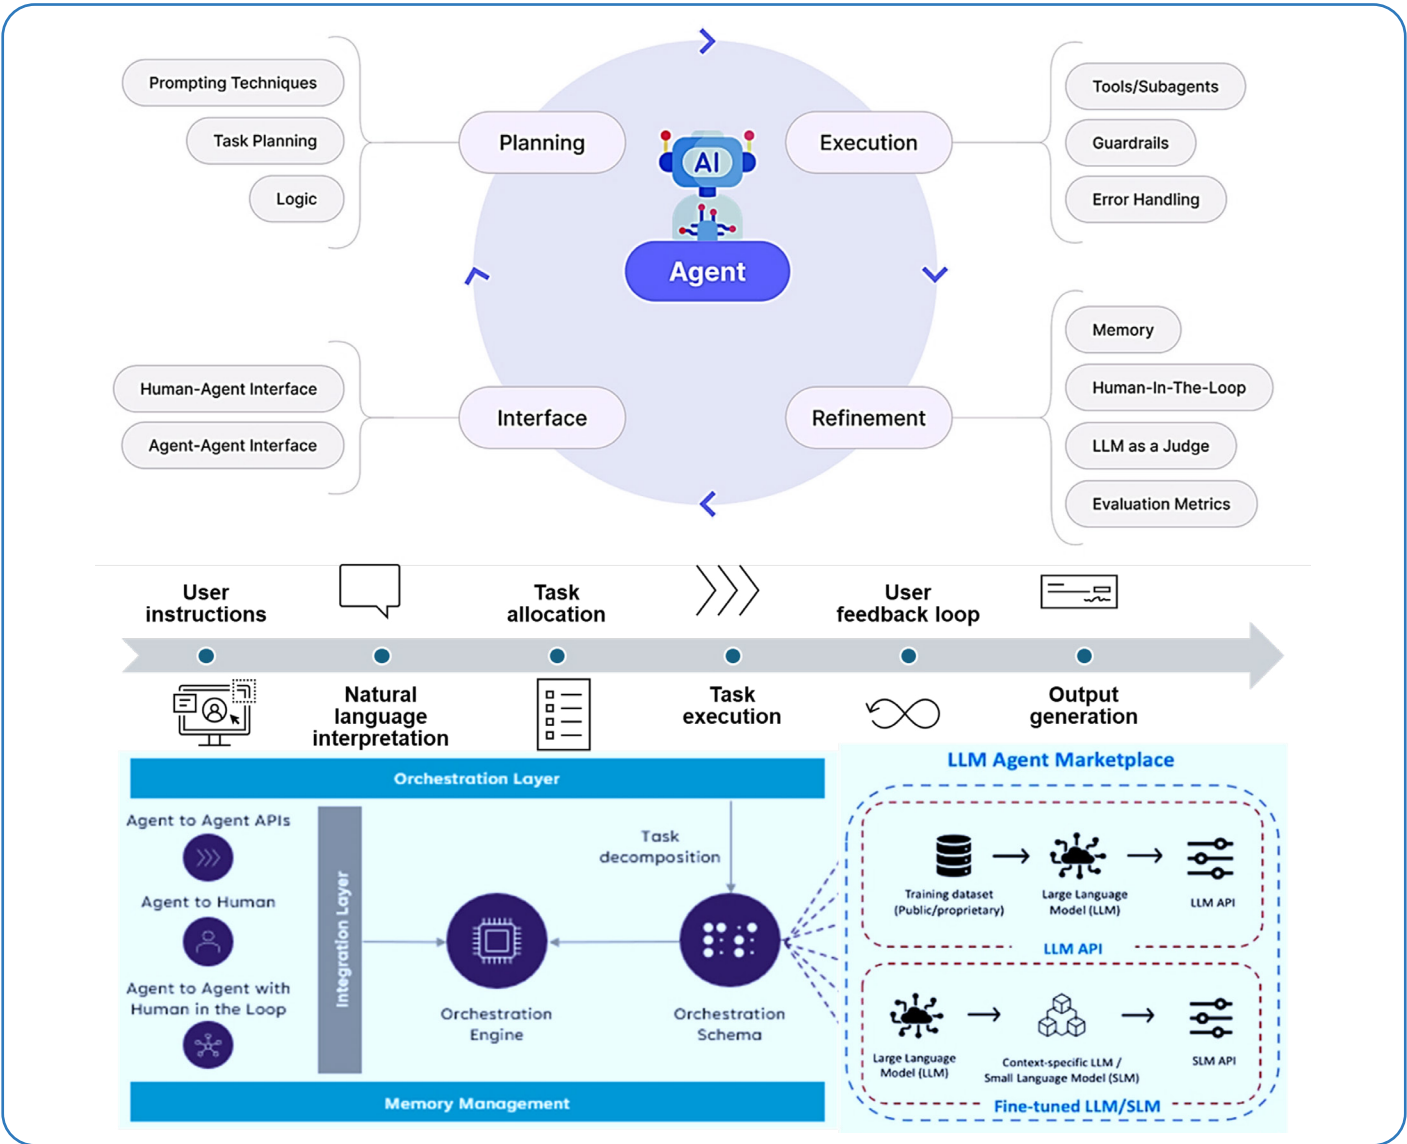 Prompting Techniques
Task Planning
Logic
Planning
AI
Agent
Execution
Tools/Subagents
Guardrails
Error Handling
Human-Agent Interface
Agent-Agent Interface
Interface
Refinement
Memory
Human-In-The-Loop
LLM as a Judge
Evaluation Metrics
User
instructions
Natural
language
interpretation
Task
allocation
Task
execution
User
feedback loop
Output
generation
Orchestration Layer
Agent to Agent APIs
Agent to Human
Agent to Agent with
Human in the Loop
Integration Layer
Orchestration
Engine
Task
decomposition
Orchestration
Schema
Memory Management
LLM Agent Marketplace
Training dataset
(Public/proprietary)
Large Language
Model (LLM)
LLM API
LLM API
Large Language
Model (LLM)
Context-specific LLM /
Small Language Model (SLM)
SLM API
Fine-tuned LLM/SLM